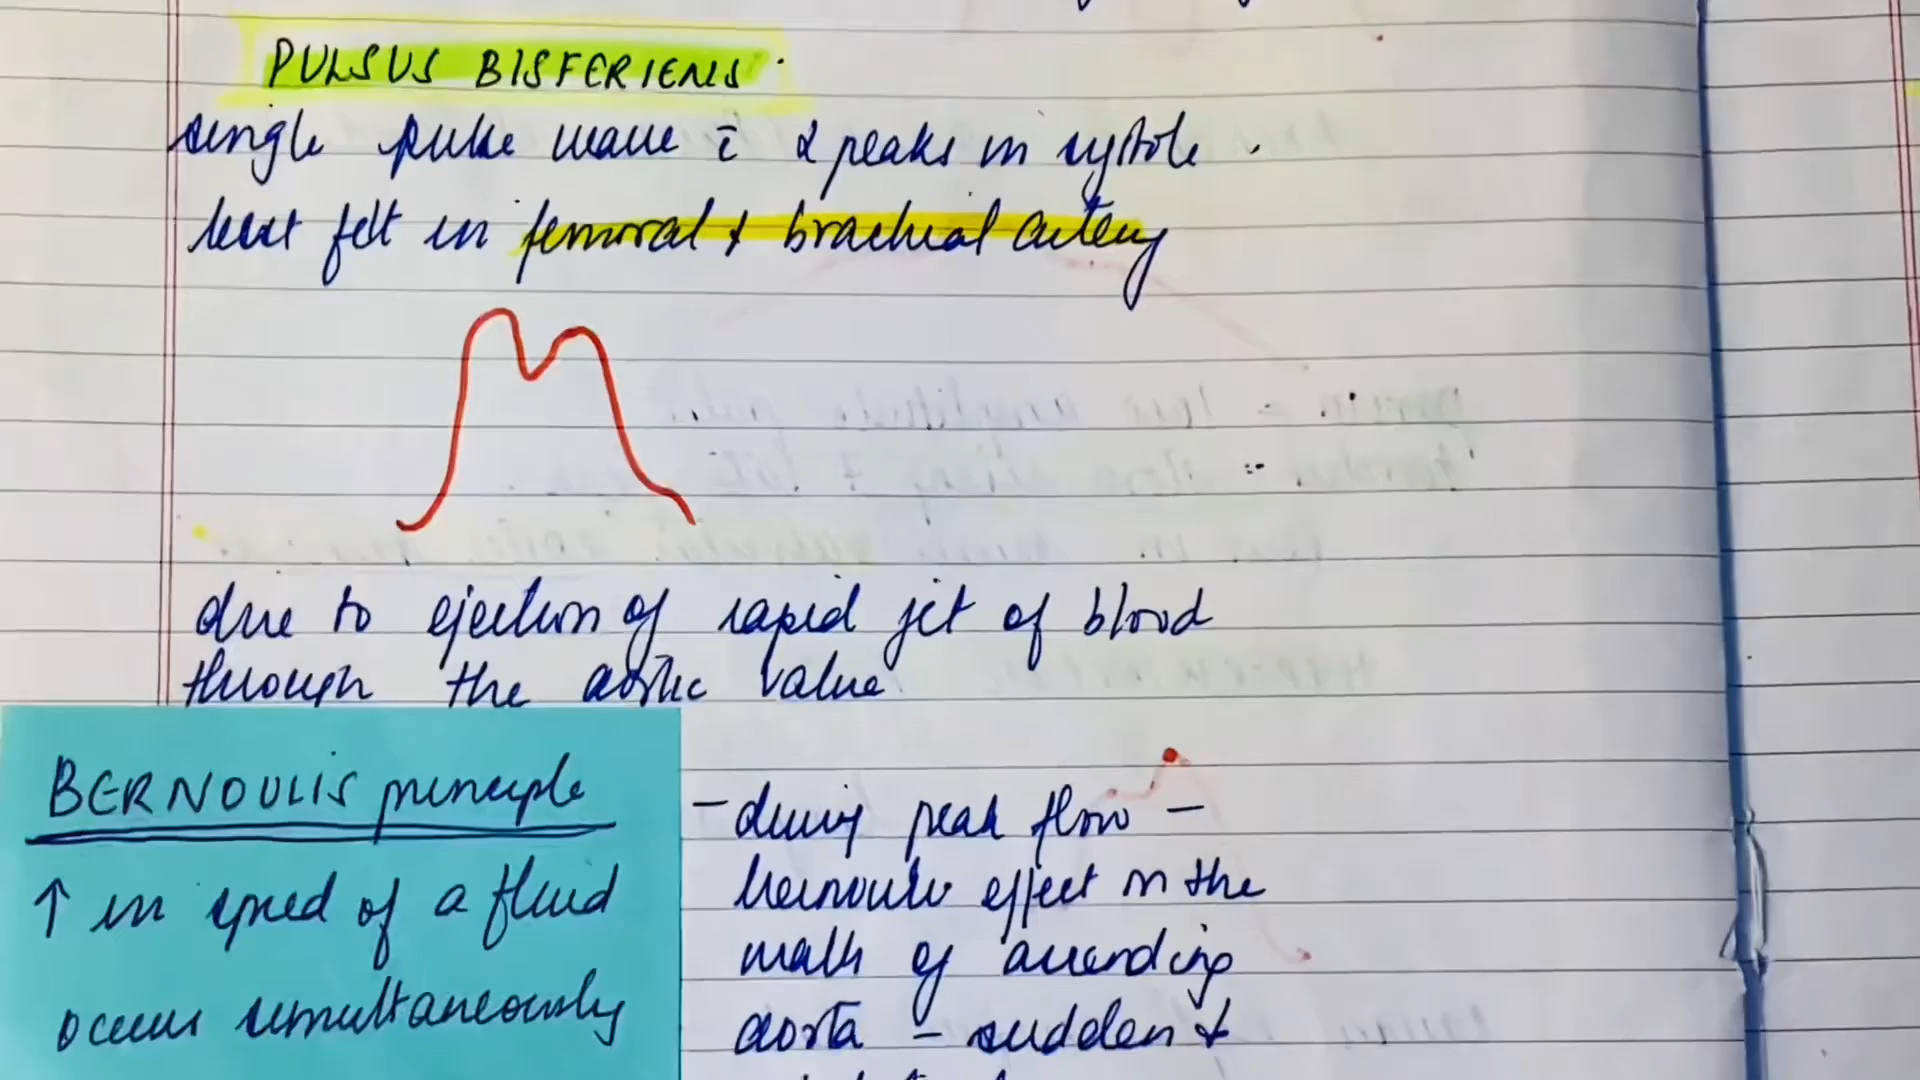 PULSUS BISFERIENS.
single pulse wave c̄ 2 peaks in systole.
best felt in femoral & brachial artery
due to ejection of rapid jet of blood
through the aortic valve
BERNOULIS principle
↑ in speed of a fluid
occurs simultaneously
- during peak flow -
bernoulis effect on the
walls of ascending
aorta - sudden &